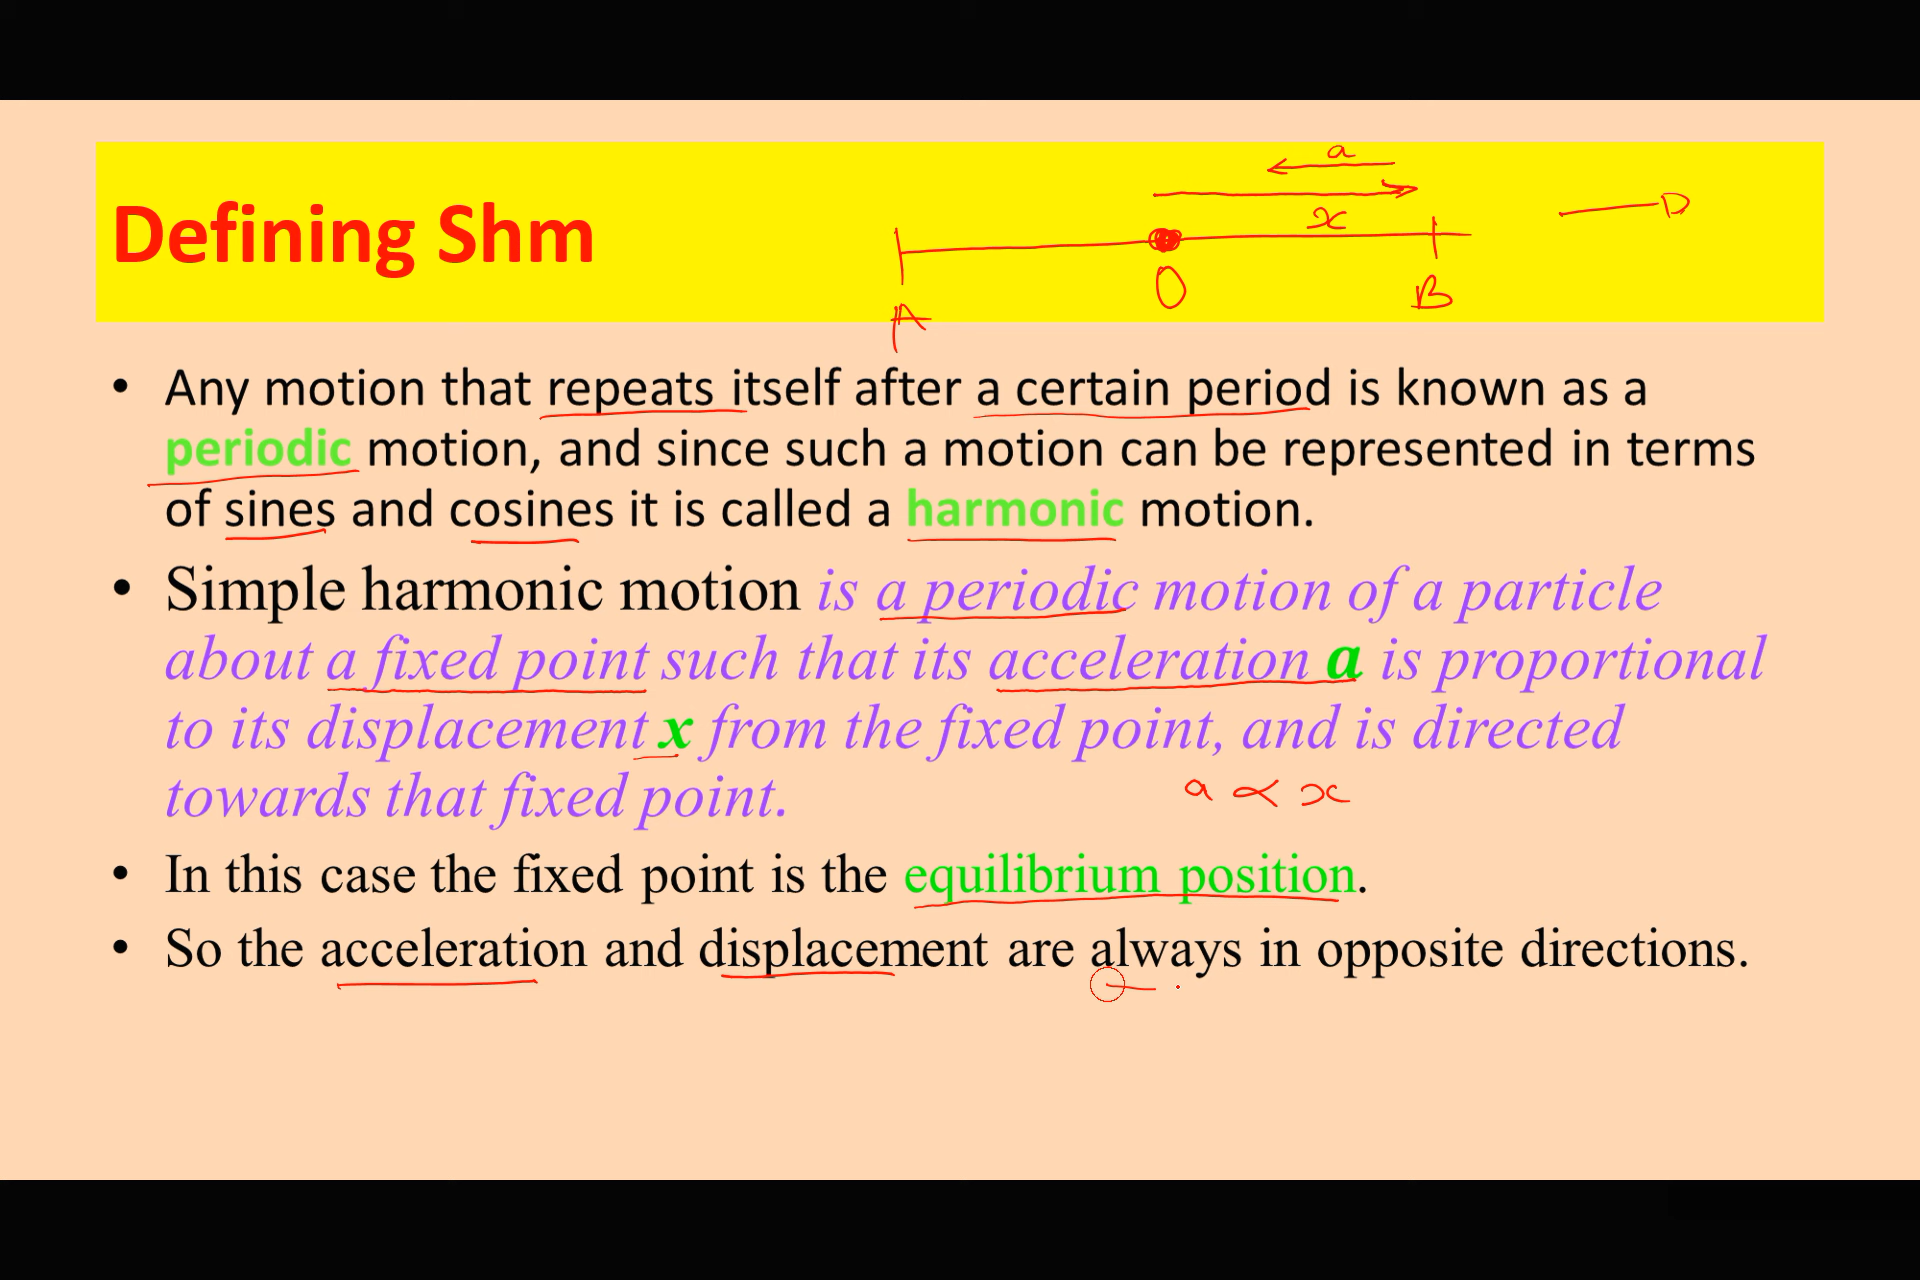 a
x
D
Defining Shm
A
O
B
• Any motion that repeats itself after a certain period is known as a
periodic motion, and since such a motion can be represented in terms
of sines and cosines it is called a harmonic motion.
• Simple harmonic motion is a periodic motion of a particle
about a fixed point such that its acceleration a is proportional
to its displacement x from the fixed point, and is directed
towards that fixed point.
a ∝ x
• In this case the fixed point is the equilibrium position.
• So the acceleration and displacement are always in opposite directions.